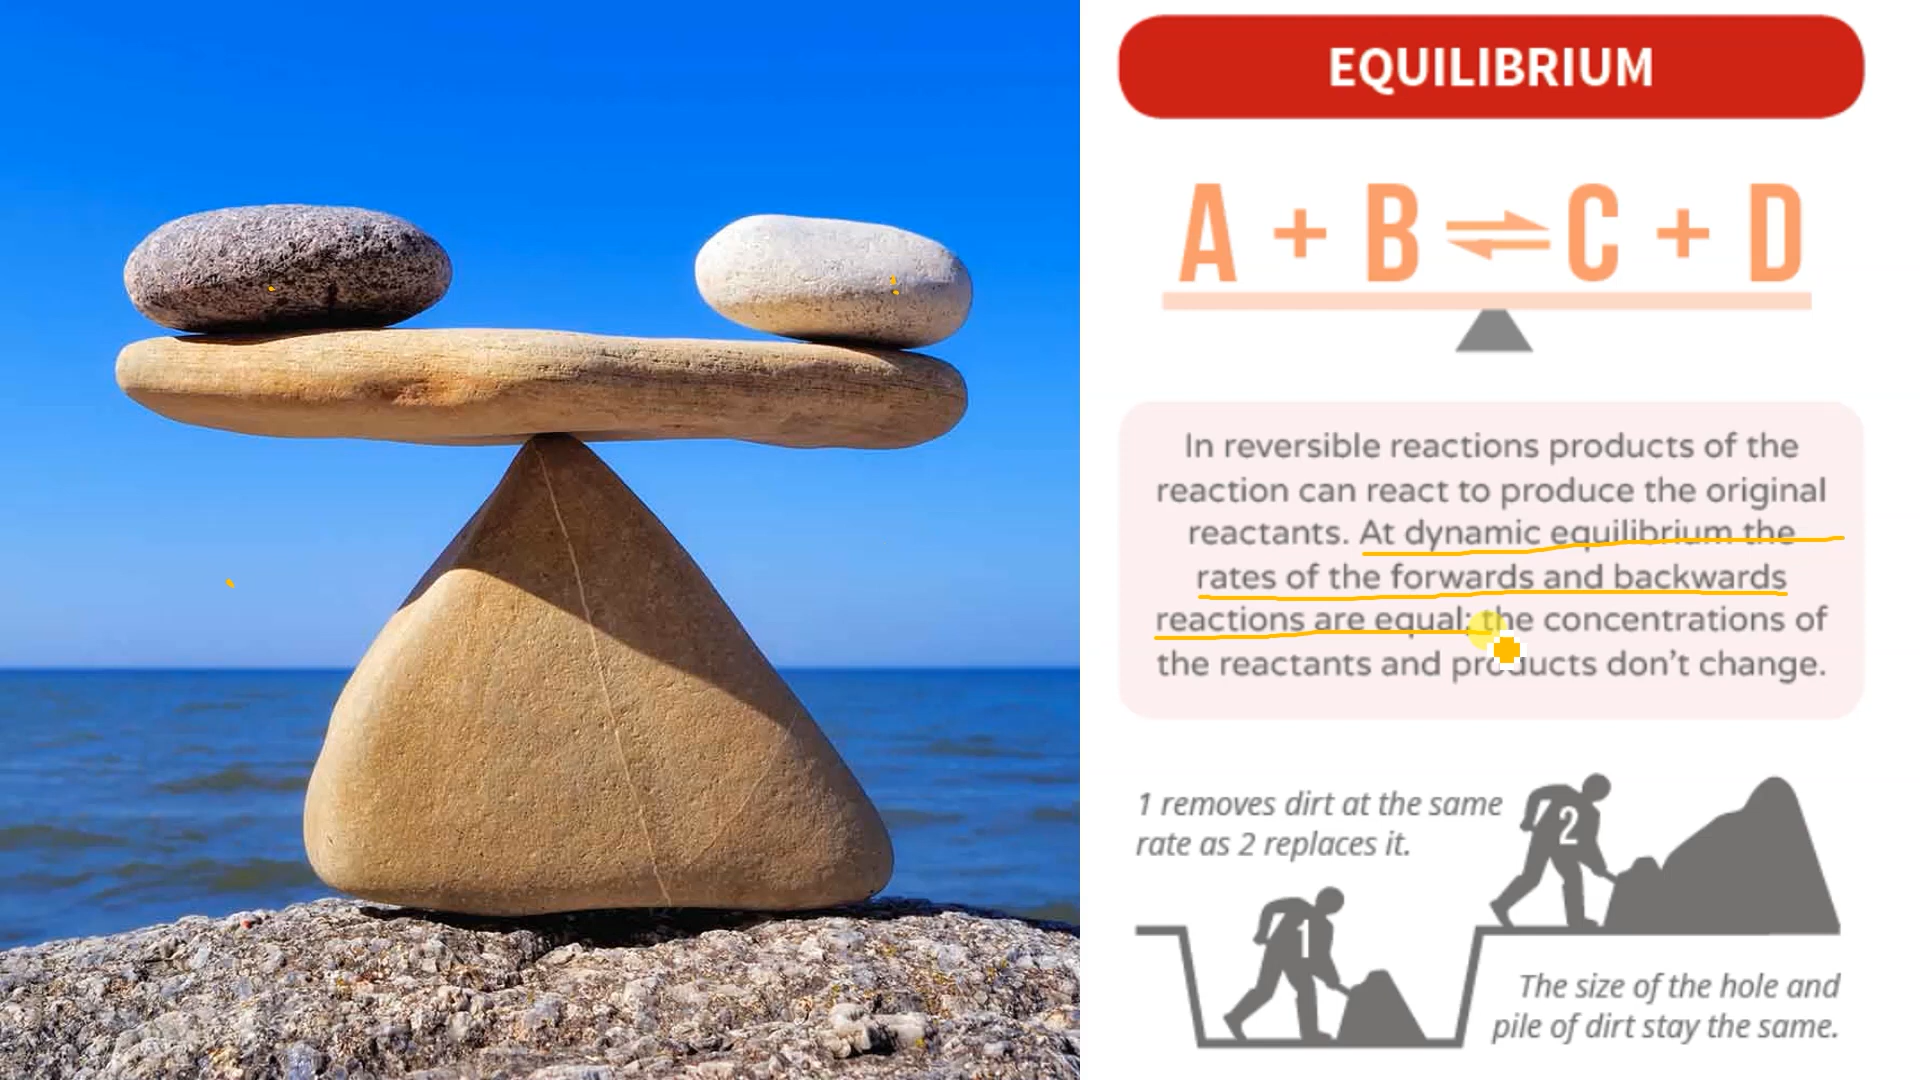 EQUILIBRIUM
A + B ⇌ C + D
In reversible reactions products of the
reaction can react to produce the original
reactants. At dynamic equilibrium the
rates of the forwards and backwards
reactions are equal: the concentrations of
the reactants and products don't change.
1 removes dirt at the same
rate as 2 replaces it.
2
1
The size of the hole and
pile of dirt stay the same.